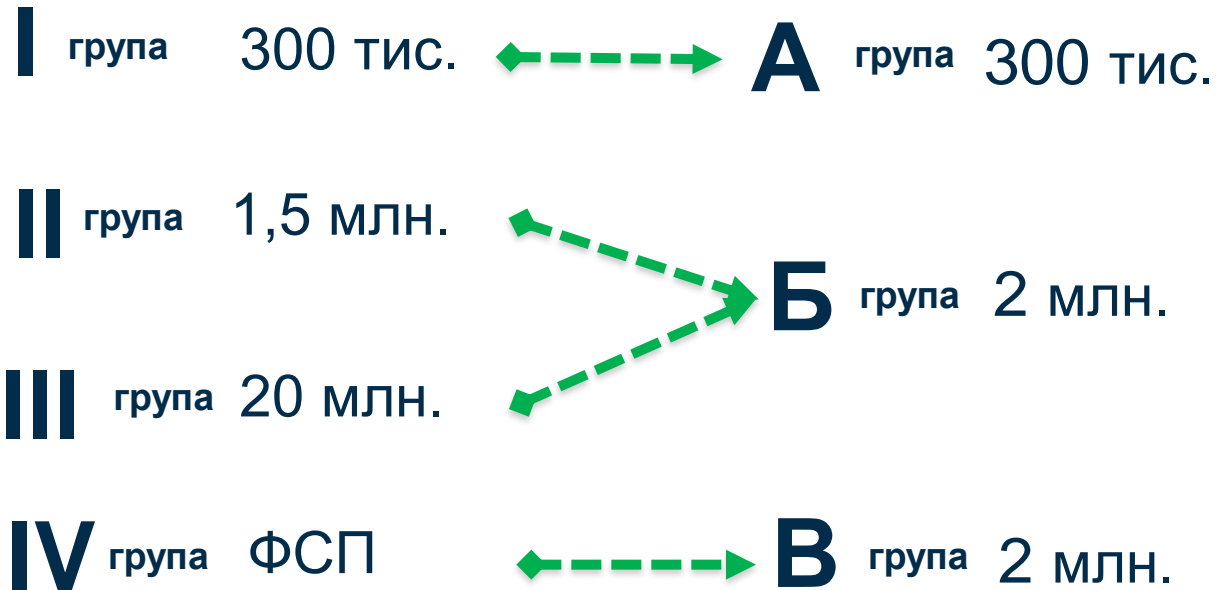 I група 300 тис. А група 300 тис.
II група 1,5 млн.
Б група 2 млн.
III група 20 млн.
IV група ФСП В група 2 млн.